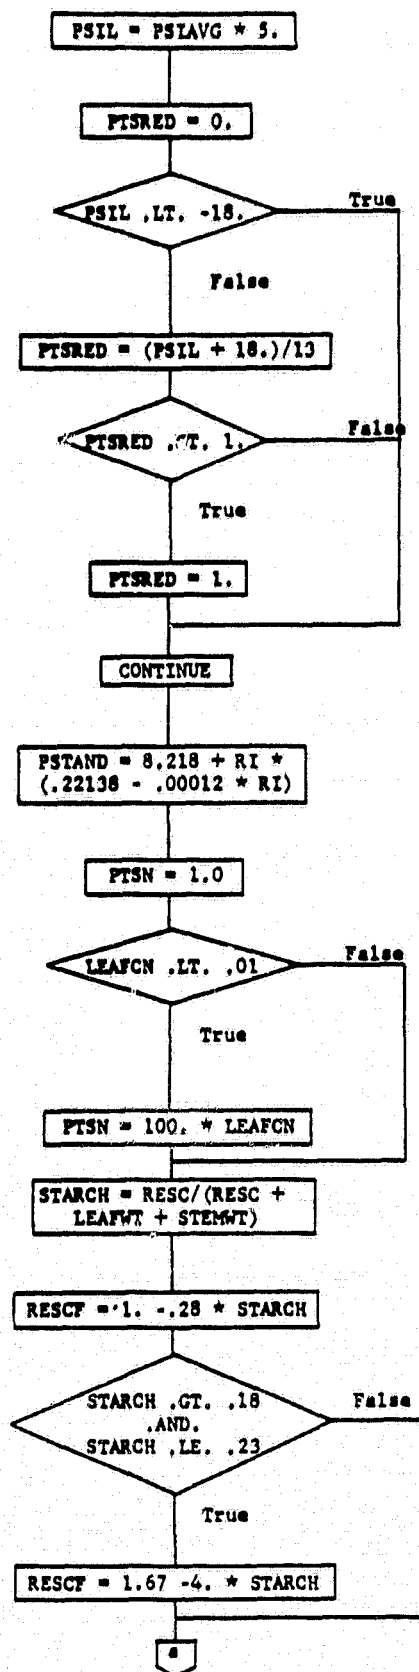 PSIL = PSIAVG * 5.
PTSRED = 0.
PSIL .LT. -18.
True
False
PTSRED = (PSIL + 18.)/13
PTSRED .GT. 1.
False
True
PTSRED = 1.
CONTINUE
PSTAND = 8.218 + RI *
(.22138 - .00012 * RI)
PTSN = 1.0
LEAFCN .LT. .01
False
True
PTSN = 100. * LEAFCN
STARCH = RESC/(RESC +
LEAFWT + STEMWT)
RESCF = 1. -.28 * STARCH
STARCH .GT. .18
.AND.
STARCH .LE. .23
False
True
RESCF = 1.67 -4. * STARCH